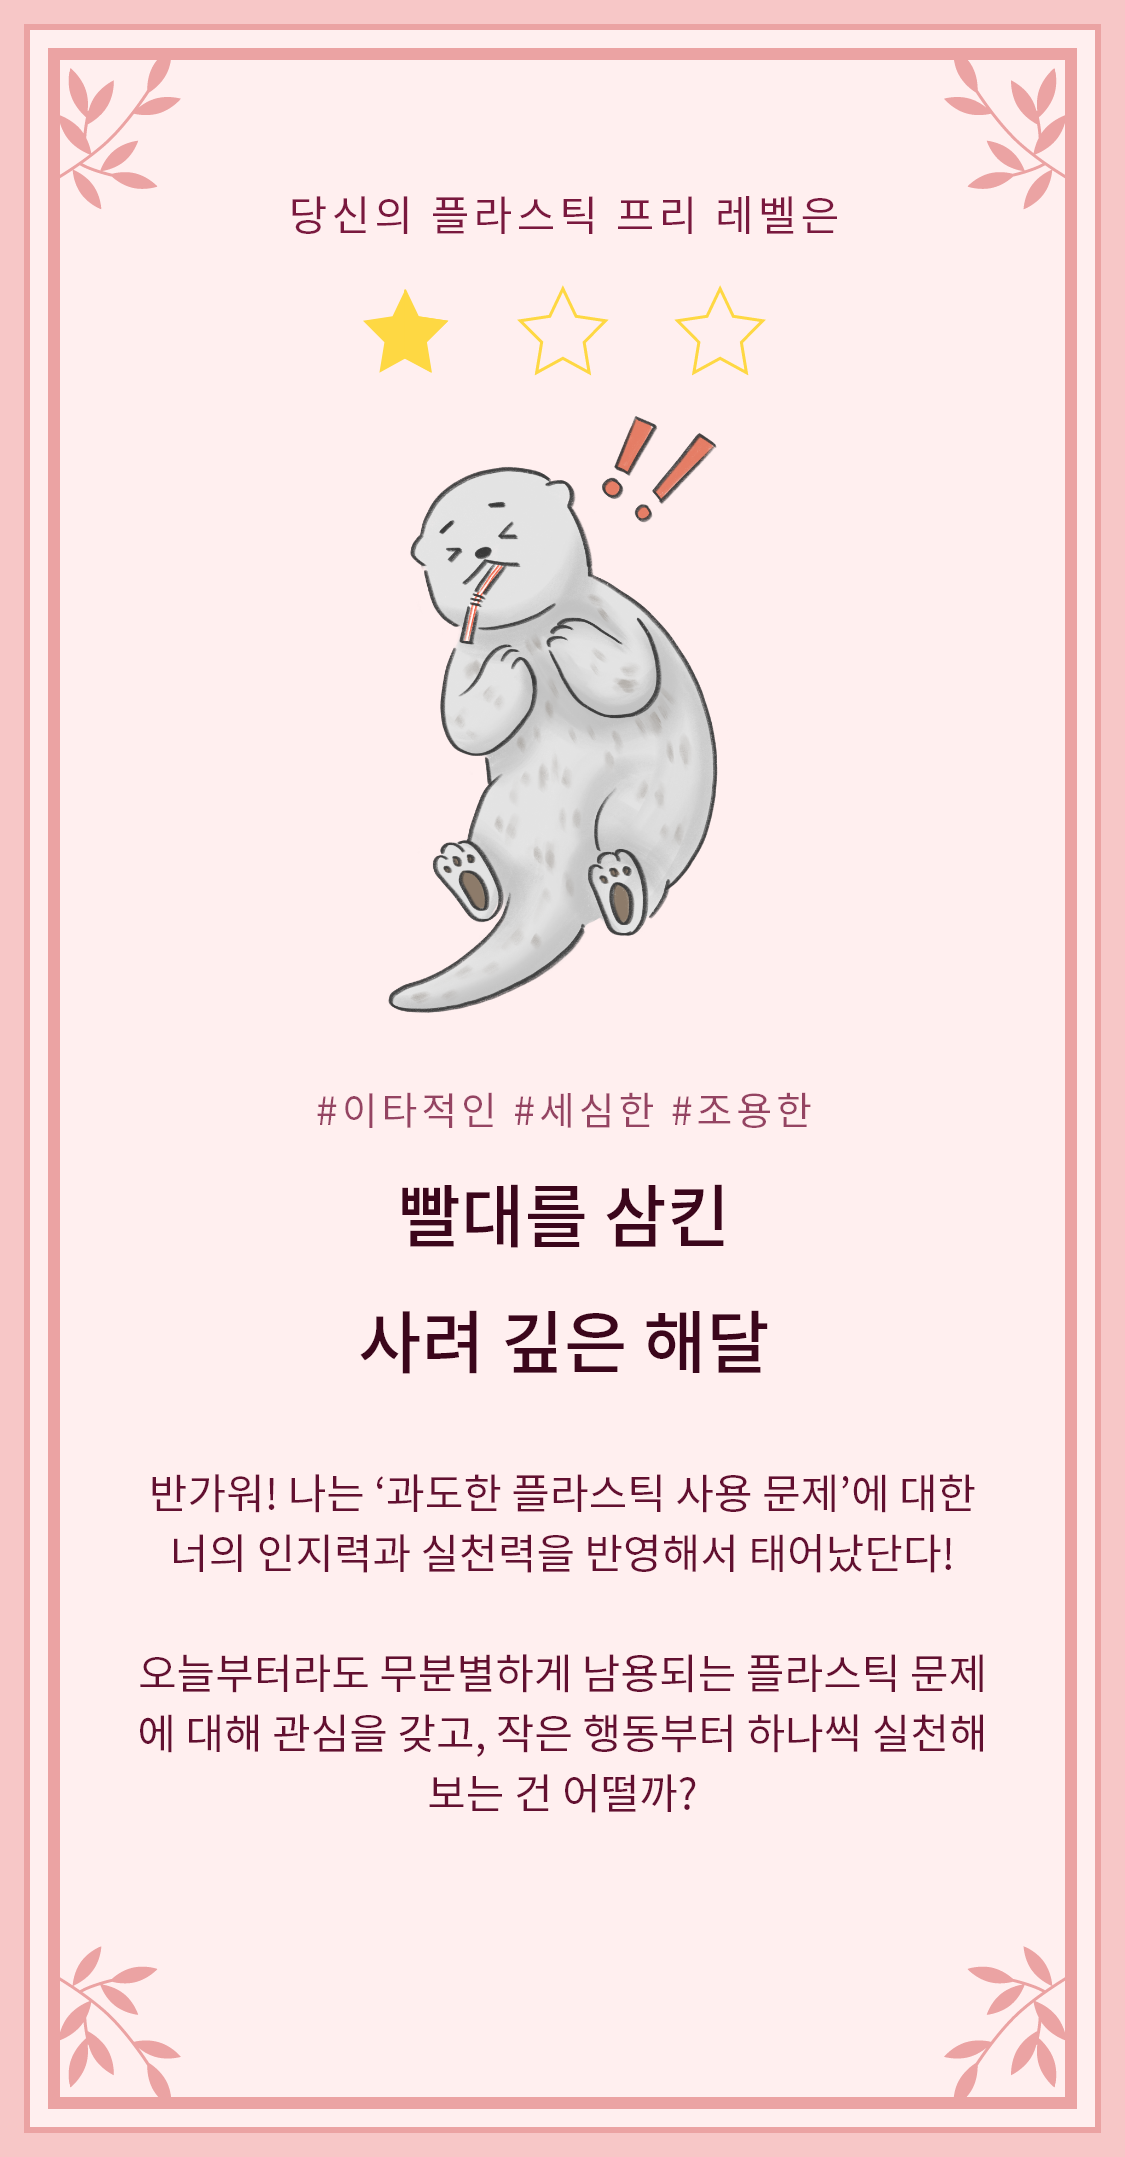 당신의 플라스틱 프리 레벨은
#이타적인 #세심한 #조용한
빨대를 삼킨
사려 깊은 해달
반가워! 나는 ‘과도한 플라스틱 사용 문제’에 대한
너의 인지력과 실천력을 반영해서 태어났단다!
오늘부터라도 무분별하게 남용되는 플라스틱 문제
에 대해 관심을 갖고, 작은 행동부터 하나씩 실천해
보는 건 어떨까?